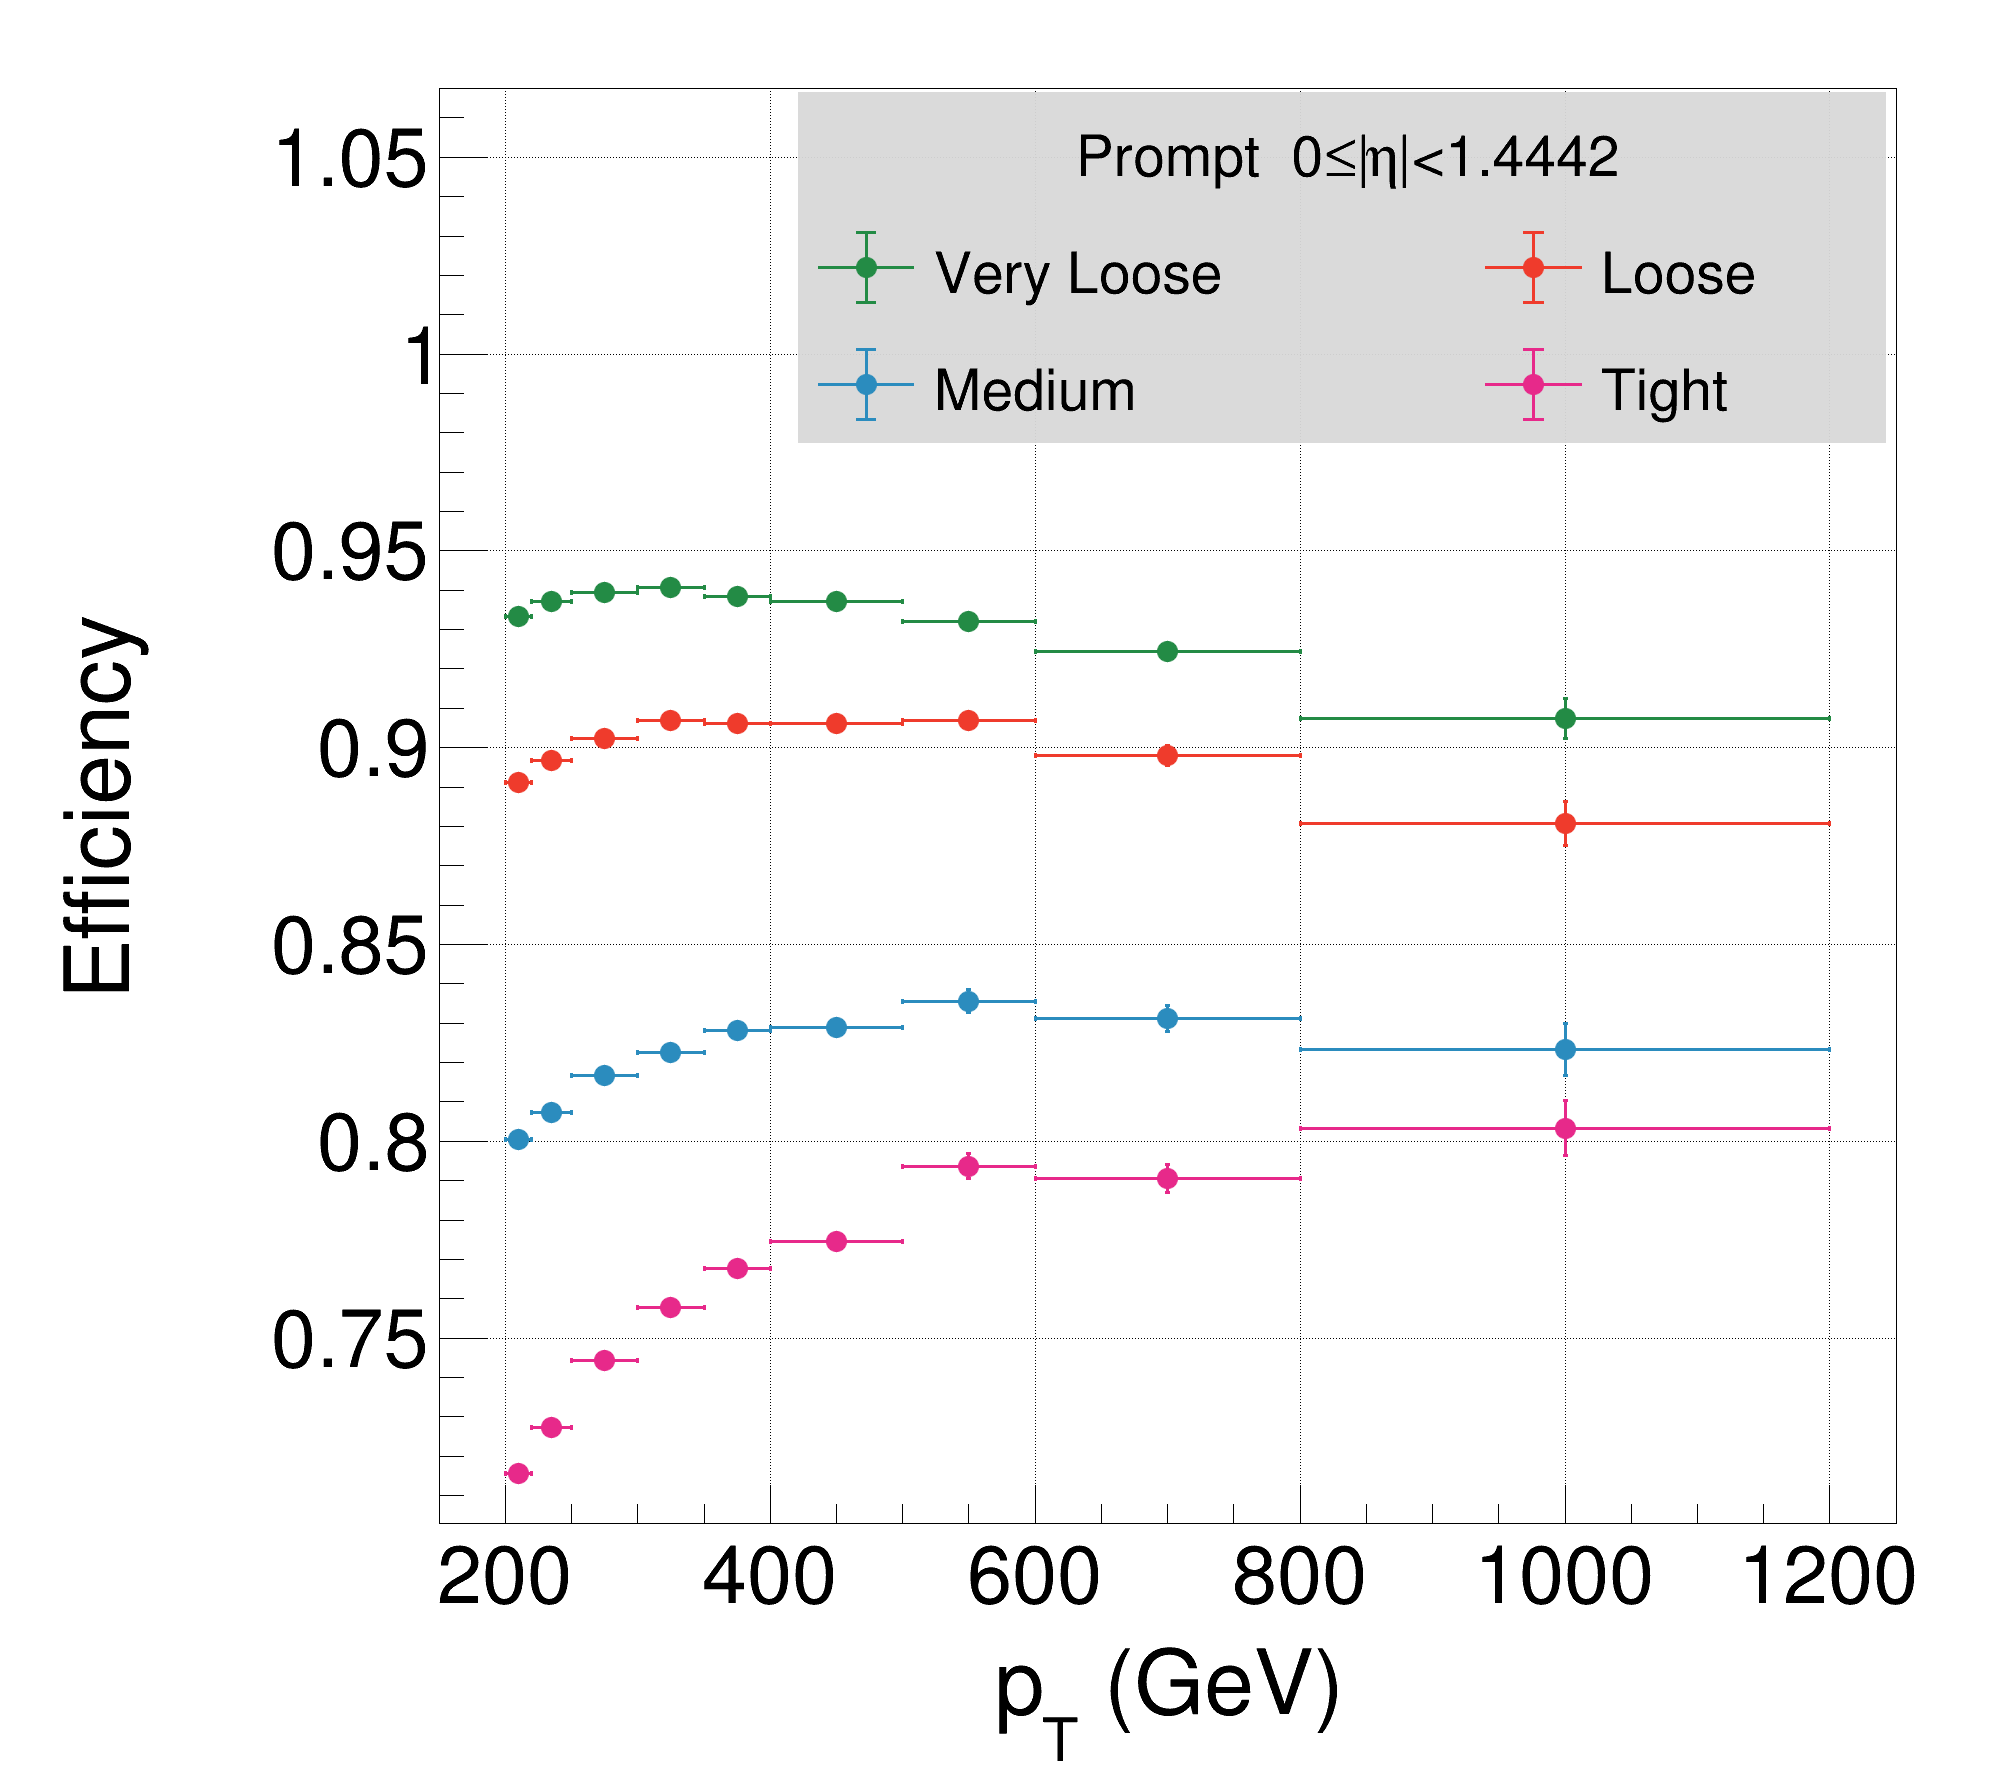 Prompt 0≤|η|<1.4442
Very Loose
Loose
Medium
Tight
Efficiency
1.05
1
0.95
0.9
0.85
0.8
0.75
200 400 600 800 1000 1200
p_T (GeV)